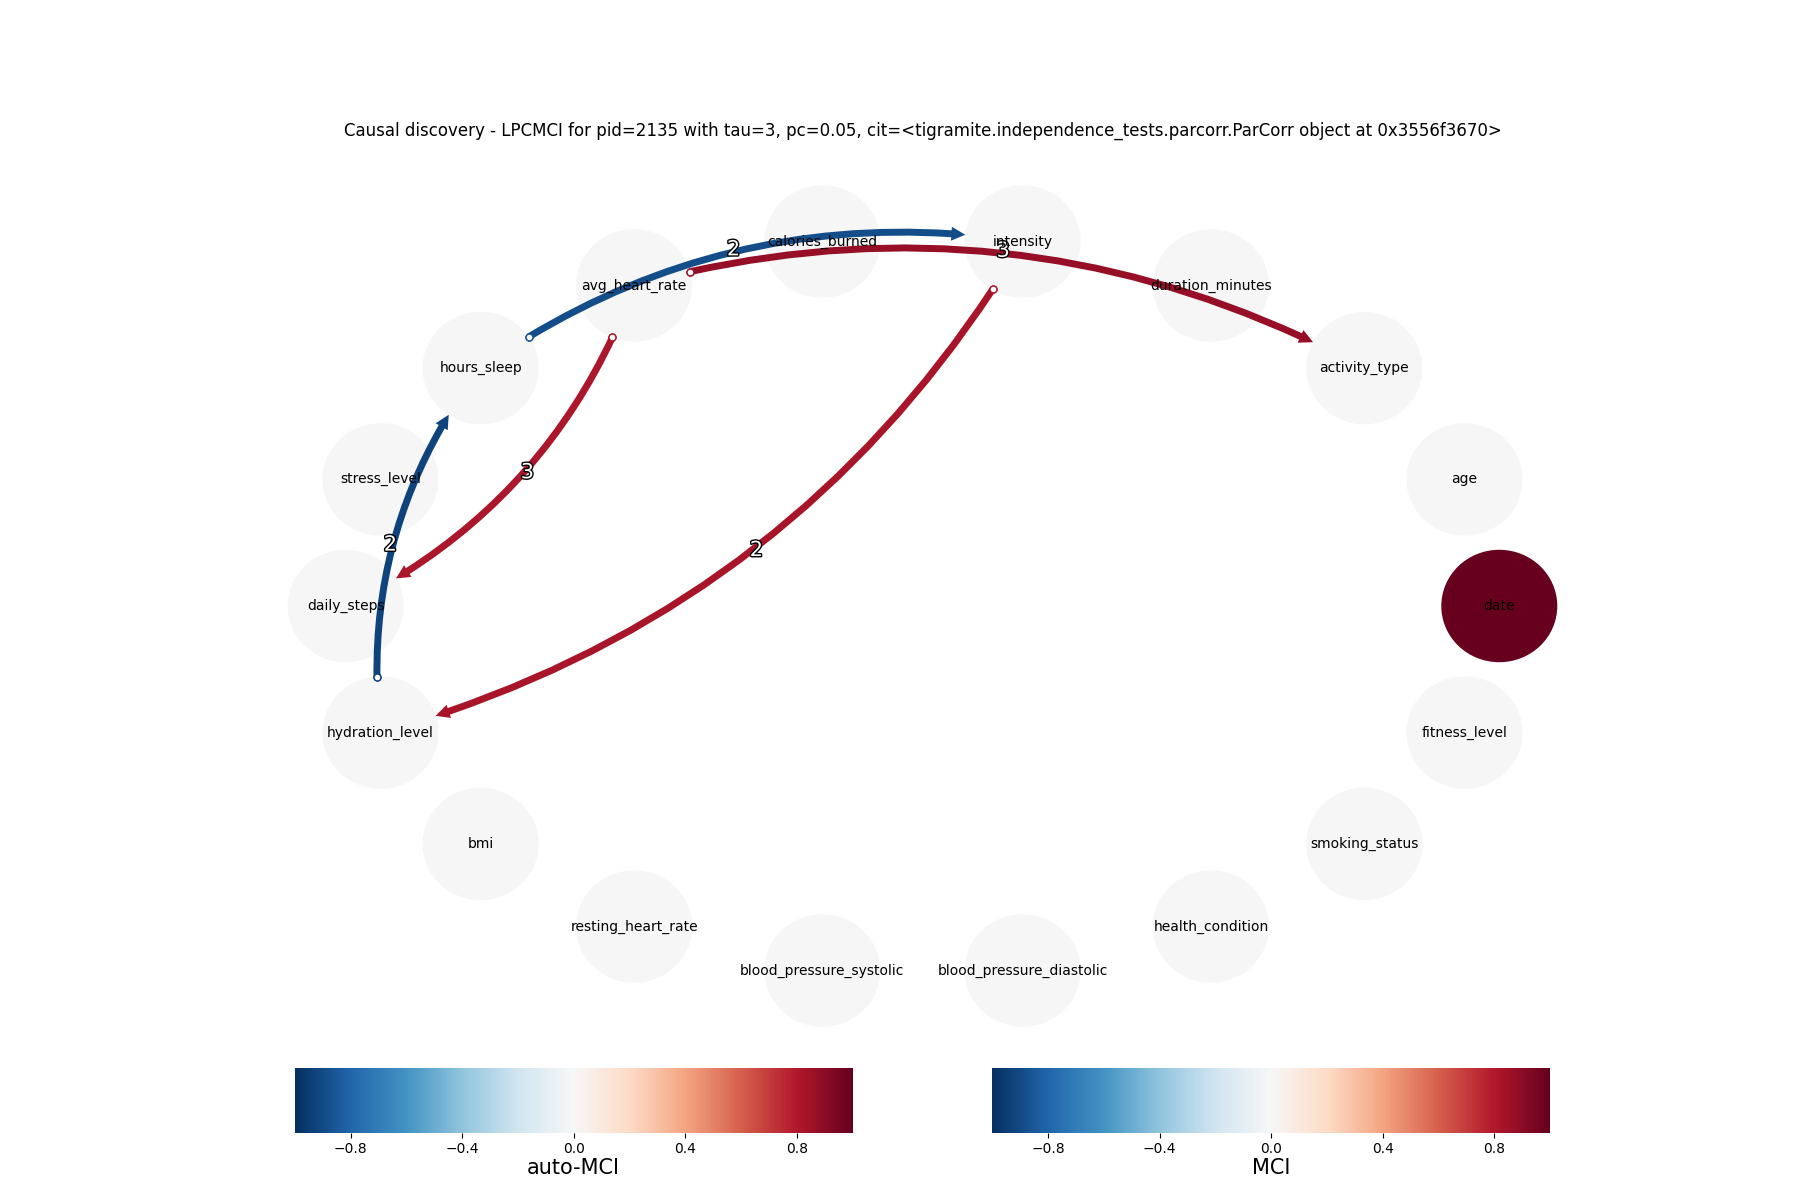 Causal discovery - LPCMCI for pid=2135 with tau=3, pc=0.05, cit=<tigramite.independence_tests.parcorr.ParCorr object at 0x3556f3670>
calories_burned
intensity
2
3
avg_heart_rate
duration_minutes
hours_sleep
activity_type
stress_level
age
3
2
2
daily_steps
date
hydration_level
fitness_level
bmi
smoking_status
resting_heart_rate
health_condition
blood_pressure_systolic
blood_pressure_diastolic
−0.8 −0.4 0.0 0.4 0.8
auto-MCI
−0.8 −0.4 0.0 0.4 0.8
MCI